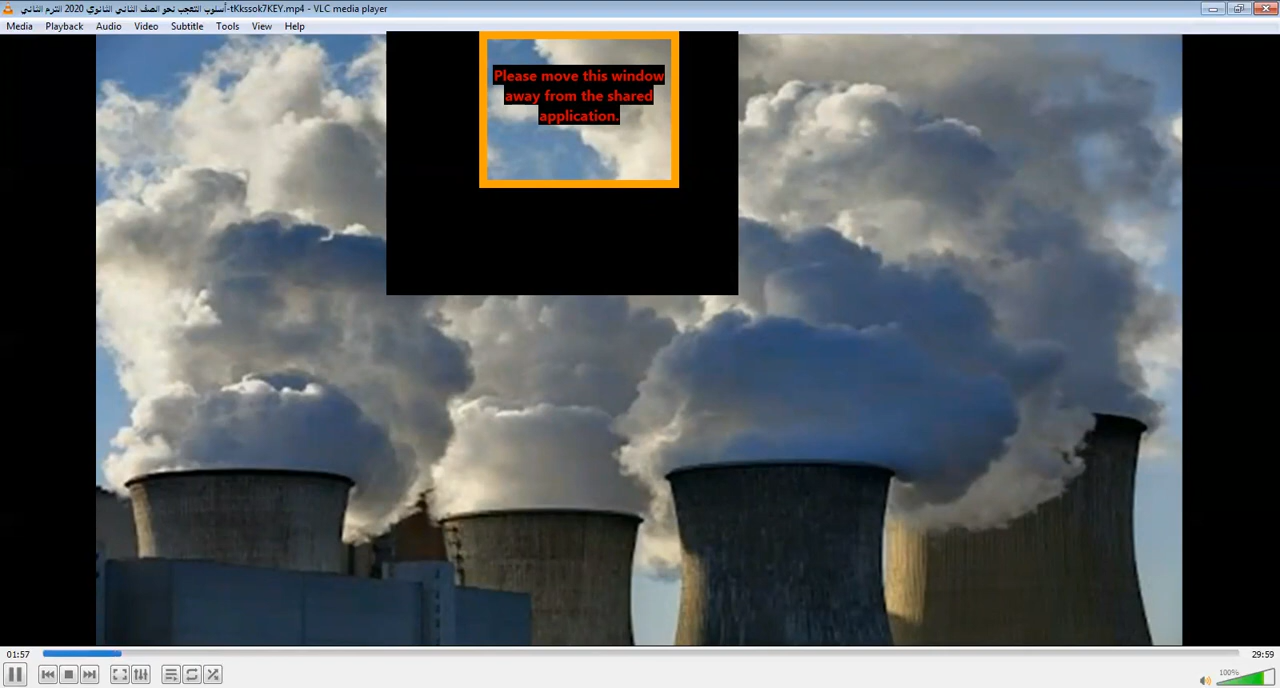 أسلوب التعجب نحو الصف الثاني الثانوي 2020 الترم الثاني-tKkssok7KEY.mp4 - VLC media player
Media Playback Audio Video Subtitle Tools View Help
Please move this window
away from the shared
application.
01:57 29:59
100%